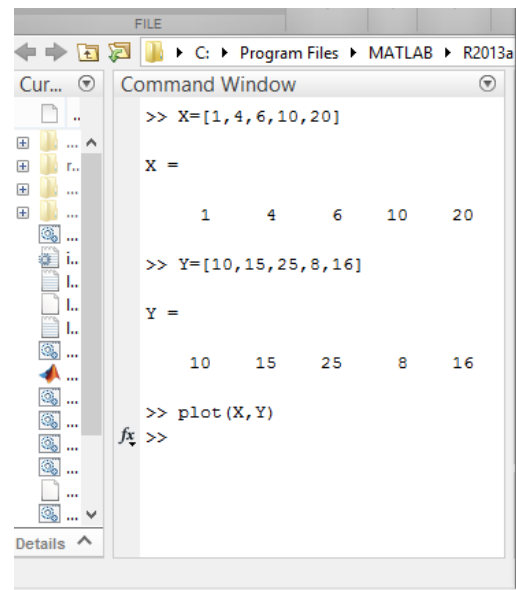 FILE
C: Program Files MATLAB R2013a
Cur...
Command Window
..
...
r..
...
...
...
i..
l..
l..
l..
...
...
...
...
...
...
...
...
Details
>> X=[1,4,6,10,20]
X =
1 4 6 10 20
>> Y=[10,15,25,8,16]
Y =
10 15 25 8 16
>> plot(X,Y)
fx >>